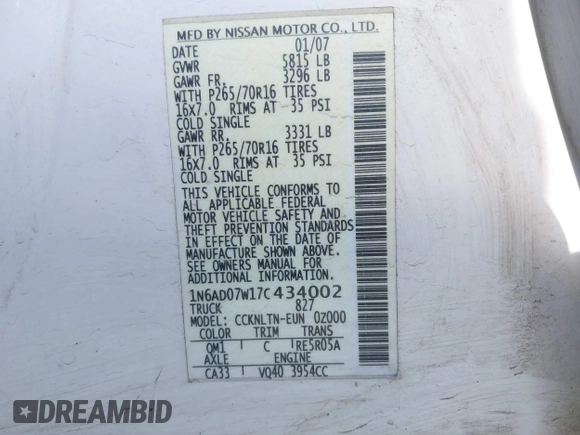 MFD BY NISSAN MOTOR CO., LTD.
DATE 01/07
GVWR 5815 LB
GAWR FR. 3296 LB
WITH P265/70R16 TIRES
16X7.0 RIMS AT 35 PSI
COLD SINGLE
GAWR RR. 3331 LB
WITH P265/70R16 TIRES
16X7.0 RIMS AT 35 PSI
COLD SINGLE
THIS VEHICLE CONFORMS TO
ALL APPLICABLE FEDERAL
MOTOR VEHICLE SAFETY AND
THEFT PREVENTION STANDARDS
IN EFFECT ON THE DATE OF
MANUFACTURE SHOWN ABOVE.
SEE OWNERS MANUAL FOR
ADDITIONAL INFORMATION.
1N6AD07W17C434002
TRUCK 827
MODEL: CCKNLTN-EUN 0Z000
COLOR TRIM TRANS
QM1 C RE5R05A
AXLE ENGINE
CA33 VQ40 3954CC
DREAMBID